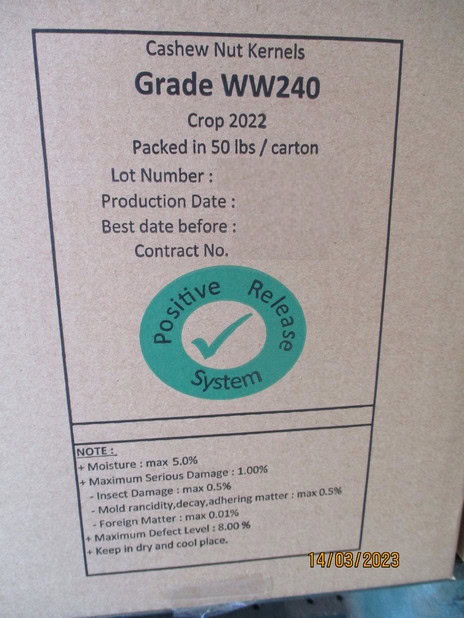 Cashew Nut Kernels
Grade WW240
Crop 2022
Packed in 50 lbs / carton
Lot Number :
Production Date :
Best date before :
Contract No.
Positive Release
System
NOTE :
+ Moisture : max 5.0%
+ Maximum Serious Damage : 1.00%
- Insect Damage : max 0.5%
- Mold rancidity,decay,adhering matter : max 0.5%
- Foreign Matter : max 0.01%
+ Maximum Defect Level : 8.00 %
+ Keep in dry and cool place.
14/03/2023